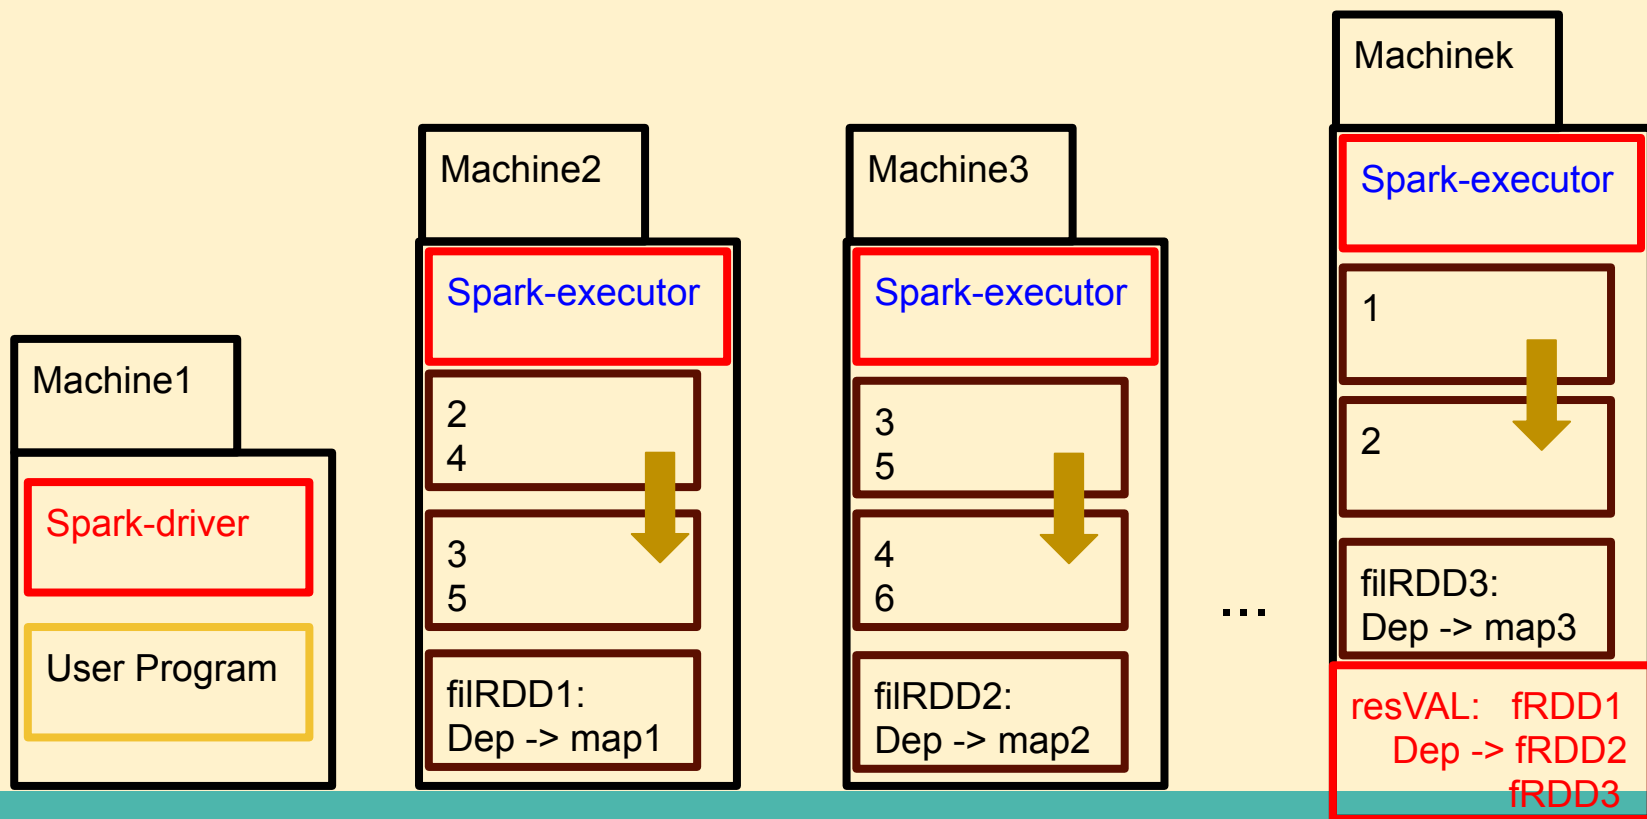 Machine1
Spark-driver
User Program
Machine2
Spark-executor
2
4
3
5
filRDD1:
Dep -> map1
Machine3
Spark-executor
3
5
4
6
filRDD2:
Dep -> map2
...
Machinek
Spark-executor
1
2
filRDD3:
Dep -> map3
resVAL: fRDD1
Dep -> fRDD2
fRDD3